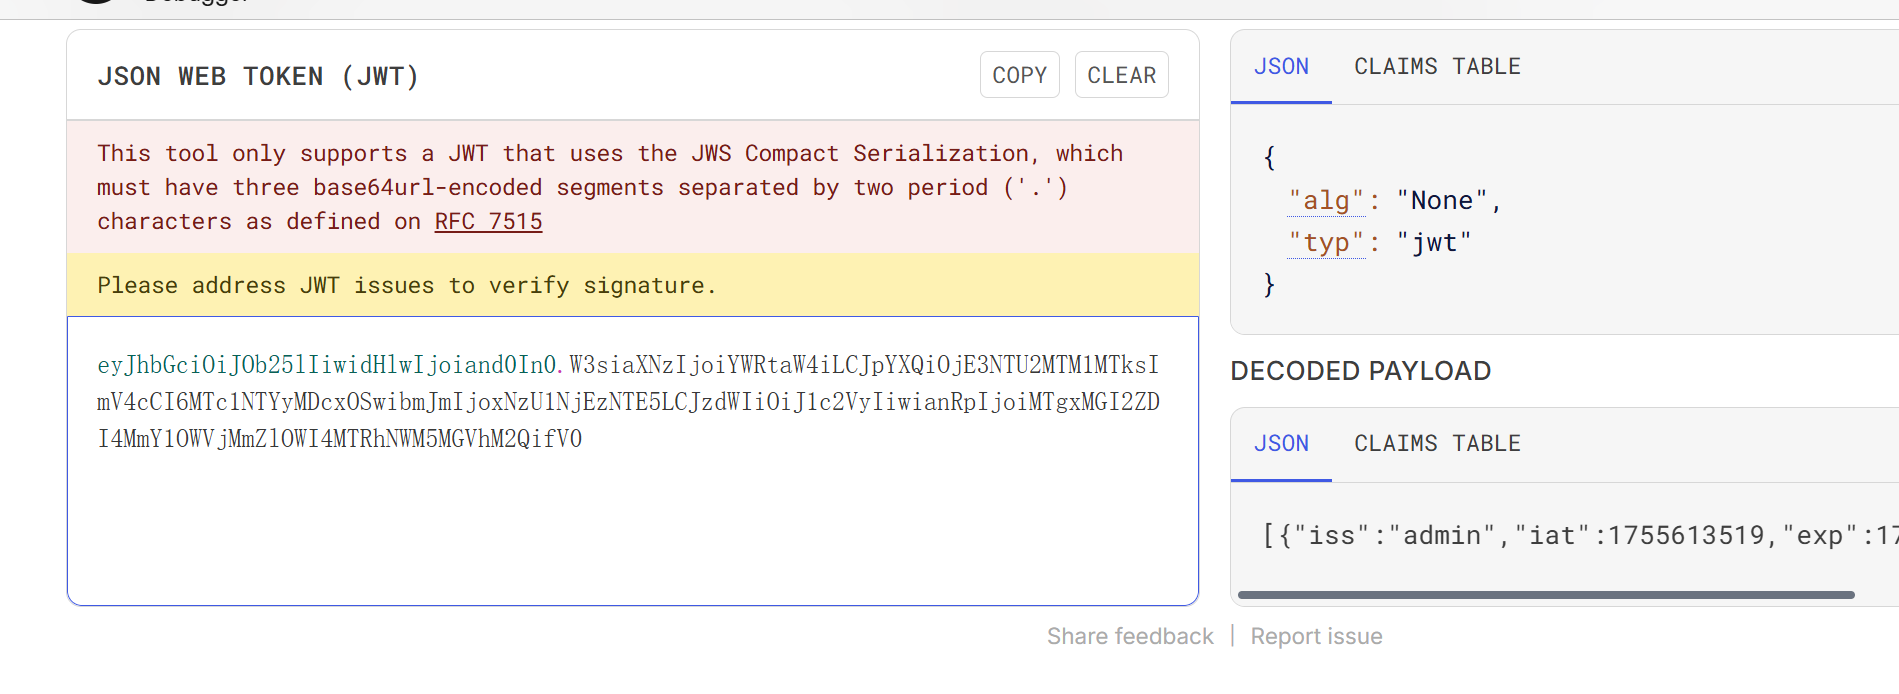 JSON WEB TOKEN (JWT)
COPY
CLEAR
This tool only supports a JWT that uses the JWS Compact Serialization, which
must have three base64url-encoded segments separated by two period ('.')
characters as defined on RFC 7515
Please address JWT issues to verify signature.
eyJhbGciOiJOb25lIiwidHlwIjoiand0In0.W3siaXNzIjoiYWRtaW4iLCJpYXQiOjE3NTU2MTM1MTksI
mV4cCI6MTc1NTYyMDcxOSwibmJmIjoxNzU1NjEzNTE5LCJzdWIiOiJ1c2VyIiwianRpIjoiMTgxMGI2ZD
I4MmY1OWVjMmZlOWI4MTRhNWM5MGVhM2QifV0
JSON
CLAIMS TABLE
{
"alg": "None",
"typ": "jwt"
}
DECODED PAYLOAD
JSON
CLAIMS TABLE
[{"iss":"admin","iat":1755613519,"exp":17
Share feedback | Report issue